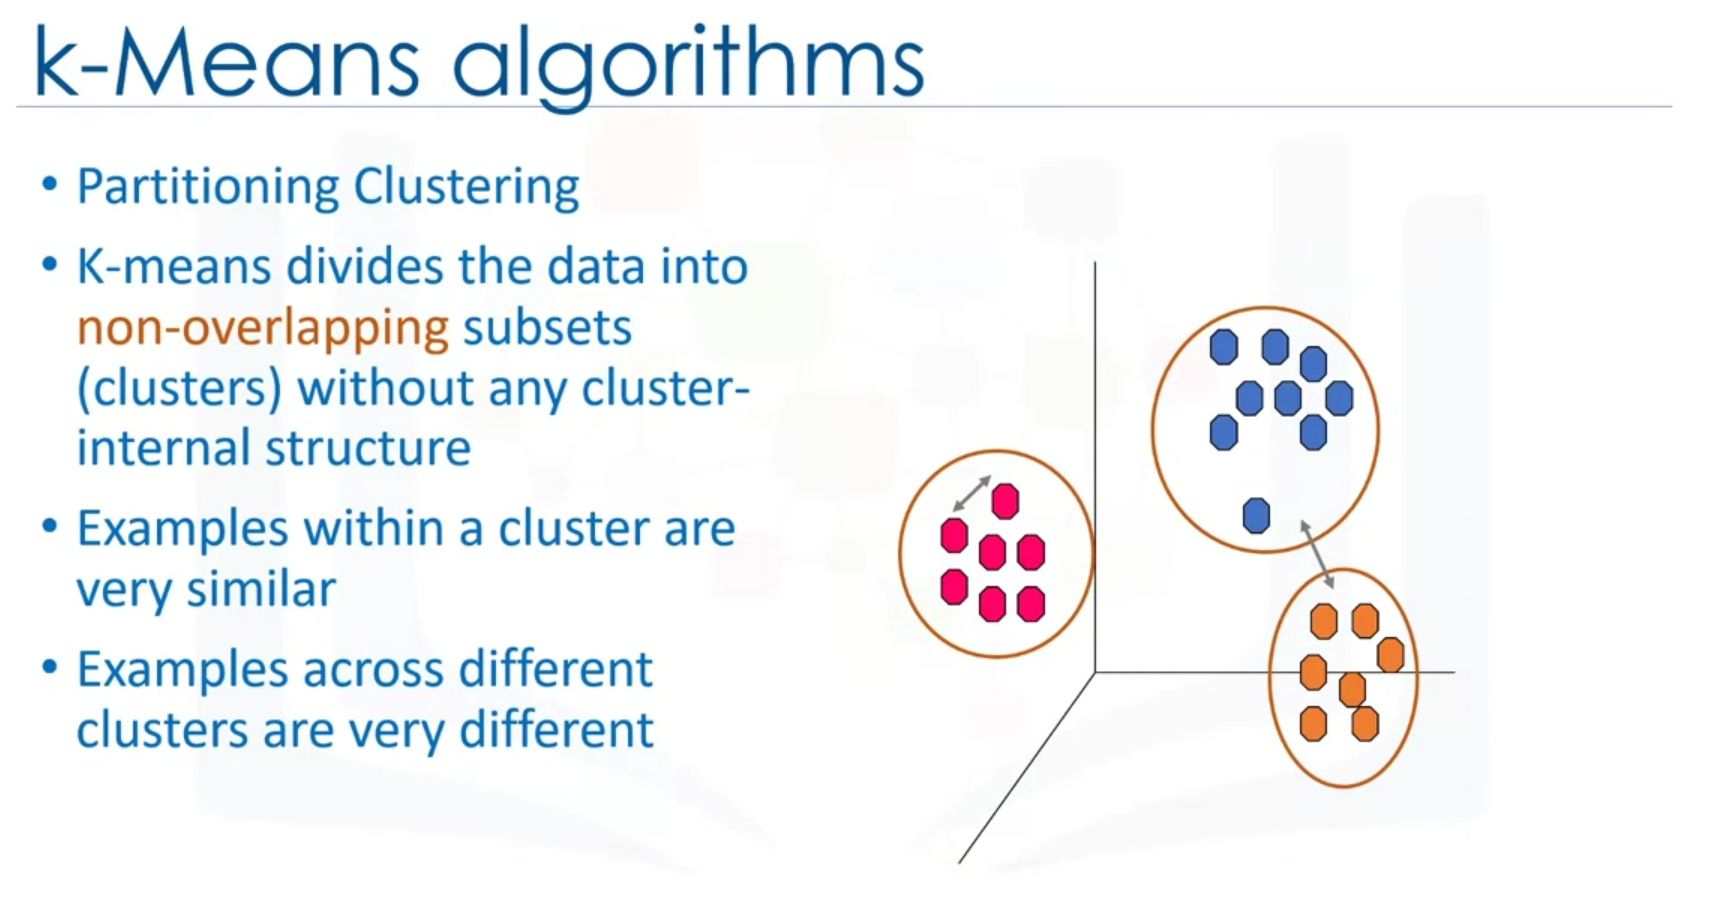 k-Means algorithms
• Partitioning Clustering
• K-means divides the data into
non-overlapping subsets
(clusters) without any cluster-
internal structure
• Examples within a cluster are
very similar
• Examples across different
clusters are very different